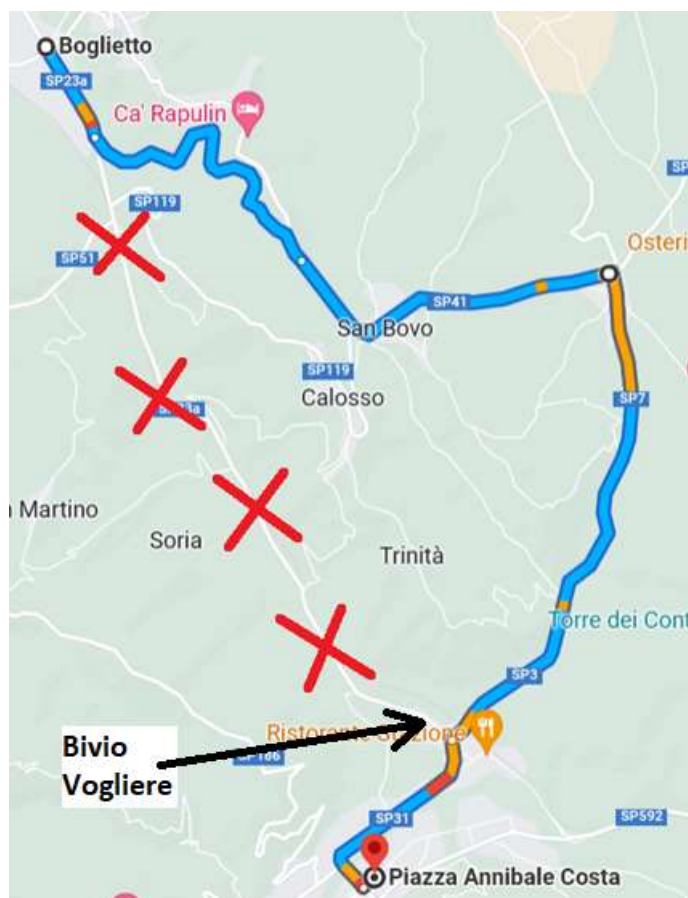 Boglietto
SP23a
Ca' Rapulin
SP119
SP51
Osteri
SP41
San Bovo
SP119
Calosso
SP7
Martino
Soria
Trinità
Torre dei Cont
SP3
Bivio
Vogliere
Ristorante Stazione
SP31
SP592
Piazza Annibale Costa